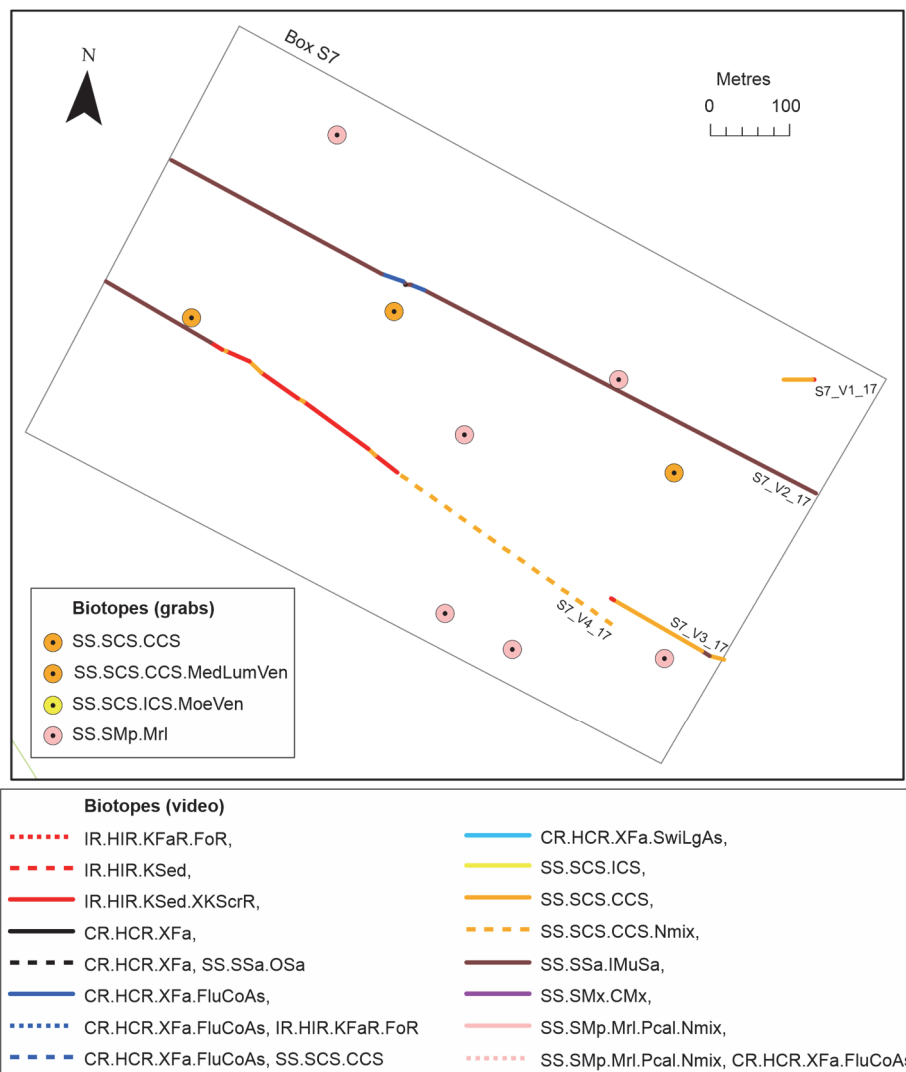 Box S7
N
Metres
0 100
S7_V1_17
S7_V2_17
S7_V3_17
S7_V4_17
Biotopes (grabs)
SS.SCS.CCS
SS.SCS.CCS.MedLumVen
SS.SCS.ICS.MoeVen
SS.SMp.Mrl
Biotopes (video)
IR.HIR.KFaR.FoR,
IR.HIR.KSed,
IR.HIR.KSed.XKScrR,
CR.HCR.XFa,
CR.HCR.XFa, SS.SSa.OSa
CR.HCR.XFa.FluCoAs,
CR.HCR.XFa.FluCoAs, IR.HIR.KFaR.FoR
CR.HCR.XFa.FluCoAs, SS.SCS.CCS
CR.HCR.XFa.SwiLgAs,
SS.SCS.ICS,
SS.SCS.CCS,
SS.SCS.CCS.Nmix,
SS.SSa.IMuSa,
SS.SMx.CMx,
SS.SMp.Mrl.Pcal.Nmix,
SS.SMp.Mrl.Pcal.Nmix, CR.HCR.XFa.FluCoAs